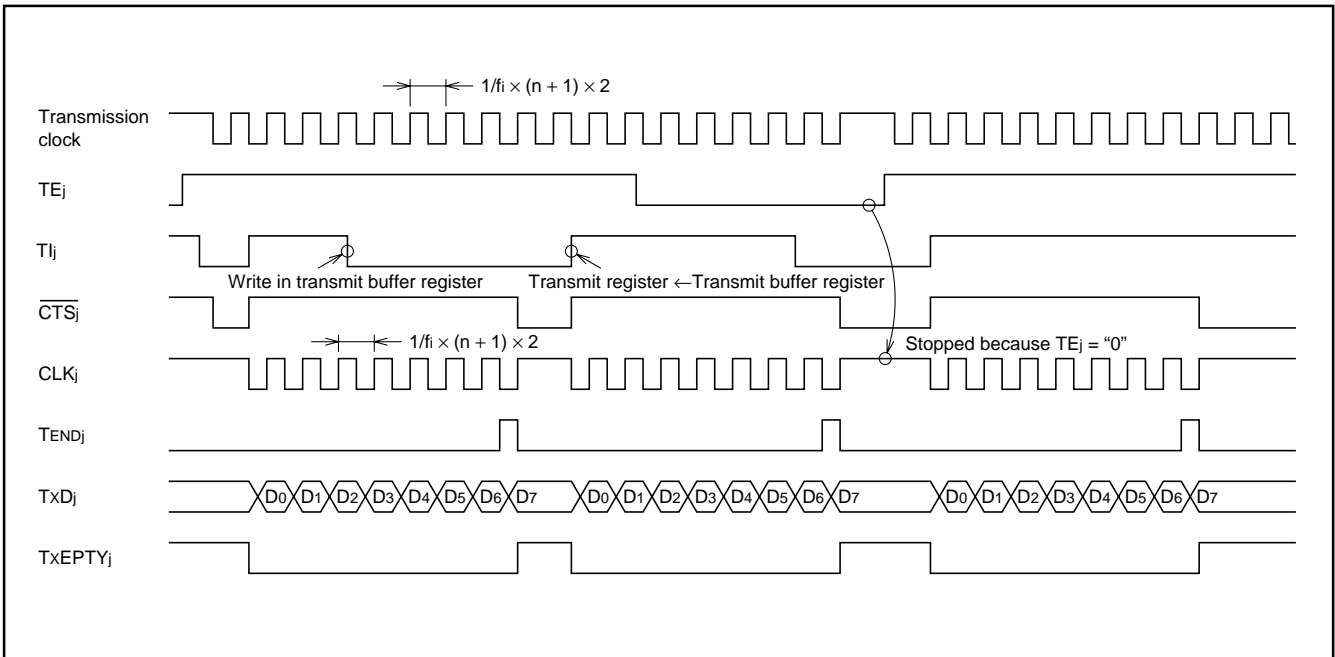 1/fi × (n + 1) × 2
Transmission
clock
TEj
TIj
Write in transmit buffer register
Transmit register ←Transmit buffer register
CTSj
1/fi × (n + 1) × 2
Stopped because TEj = “0”
CLKj
TENDj
TXDj
D0 D1 D2 D3 D4 D5 D6 D7 D0 D1 D2 D3 D4 D5 D6 D7 D0 D1 D2 D3 D4 D5 D6 D7
TXEPTYj